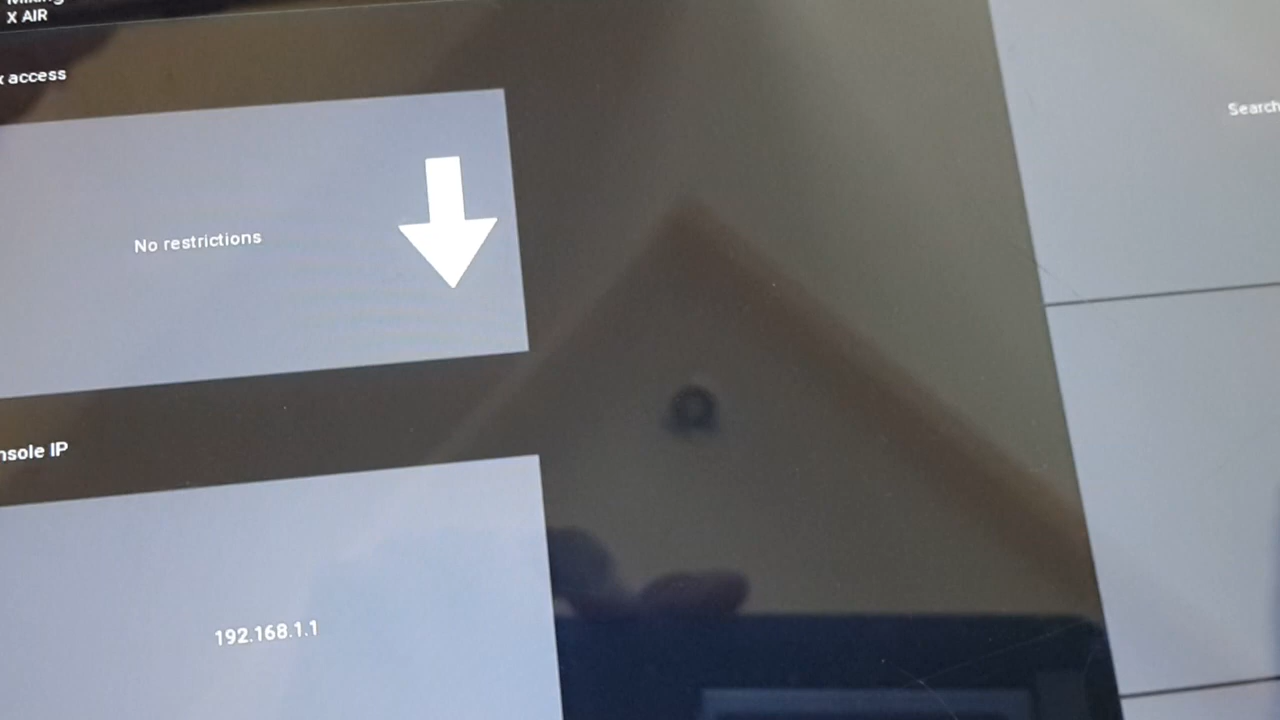 X AIR
x access
Search
No restrictions
nsole IP
192.168.1.1